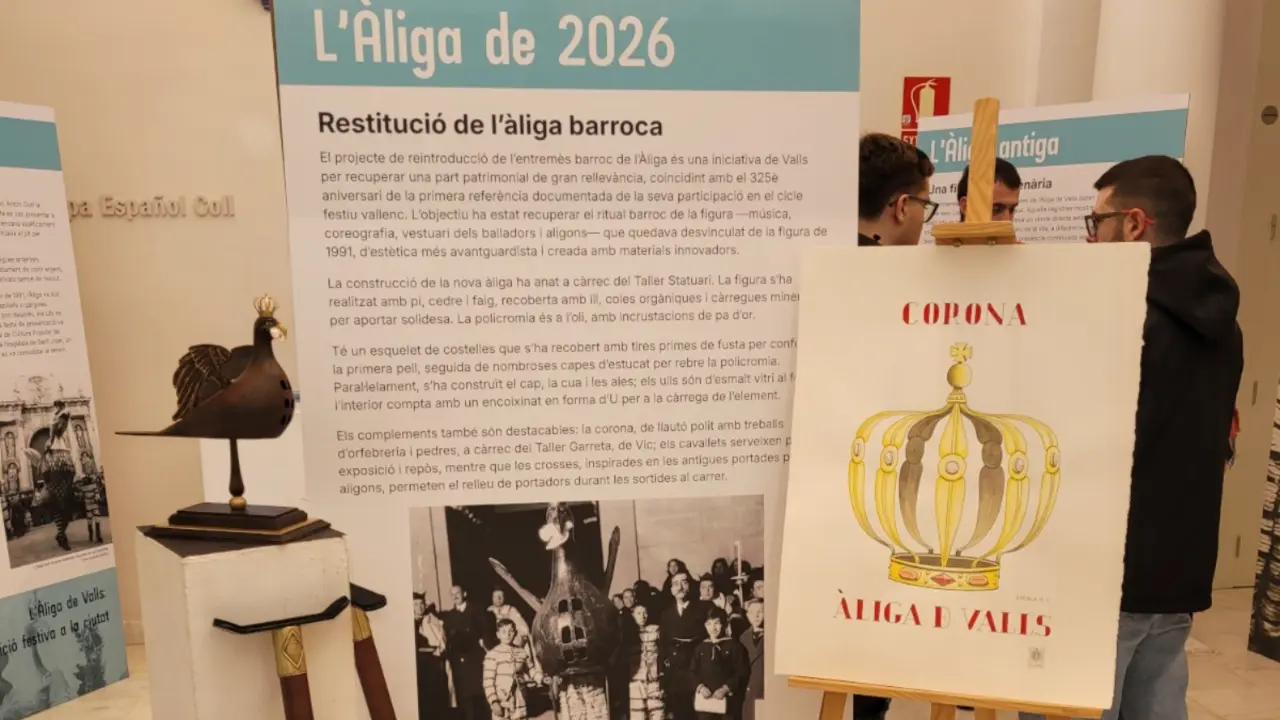 L'Àliga de 2026
Restitució de l'àliga barroca
El projecte de reintroducció de l'entremès barroc de l'Àliga és una iniciativa de Valls
per recuperar una part patrimonial de gran rellevància, coincidint amb el 325è
aniversari de la primera referència documentada de la seva participació en el cicle
festiu vallenc. L'objectiu ha estat recuperar el ritual barroc de la figura —música,
coreografia, vestuari dels balladors i aligons— que quedava desvinculat de la figura de
1991, d'estètica més avantguardista i creada amb materials innovadors.
La construcció de la nova àliga ha anat a càrrec del Taller Statuari. La figura s'ha
realitzat amb pi, cedre i faig, recoberta amb lli, coles orgàniques i càrregues
per aportar solidesa. La policromia és a l'oli, amb incrustacions de pa d'or.
Té un esquelet de costelles que s'ha recobert amb tires primes de fusta per
la primera pell, seguida de nombroses capes d'estucat per rebre la policromia.
Paral·lelament, s'ha construït el cap, la cua i les ales; els ulls són d'esmalt vitri al
l'interior compta amb un encoixinat en forma d'U per a la càrrega de l'element.
Els complements també són destacables: la corona, de llautó polit amb treballs
d'orfebreria i pedres, a càrrec del Taller Garreta, de Vic; els cavallets serveixen
exposició i repòs, mentre que les crosses, inspirades en les antigues portades
aligons, permeten el relleu de portadors durant les sortides al carrer.
CORONA
ÀLIGA D VALLS
antiga
Una
Español Coll
L'Àliga de Valls:
festiva a la ciutat